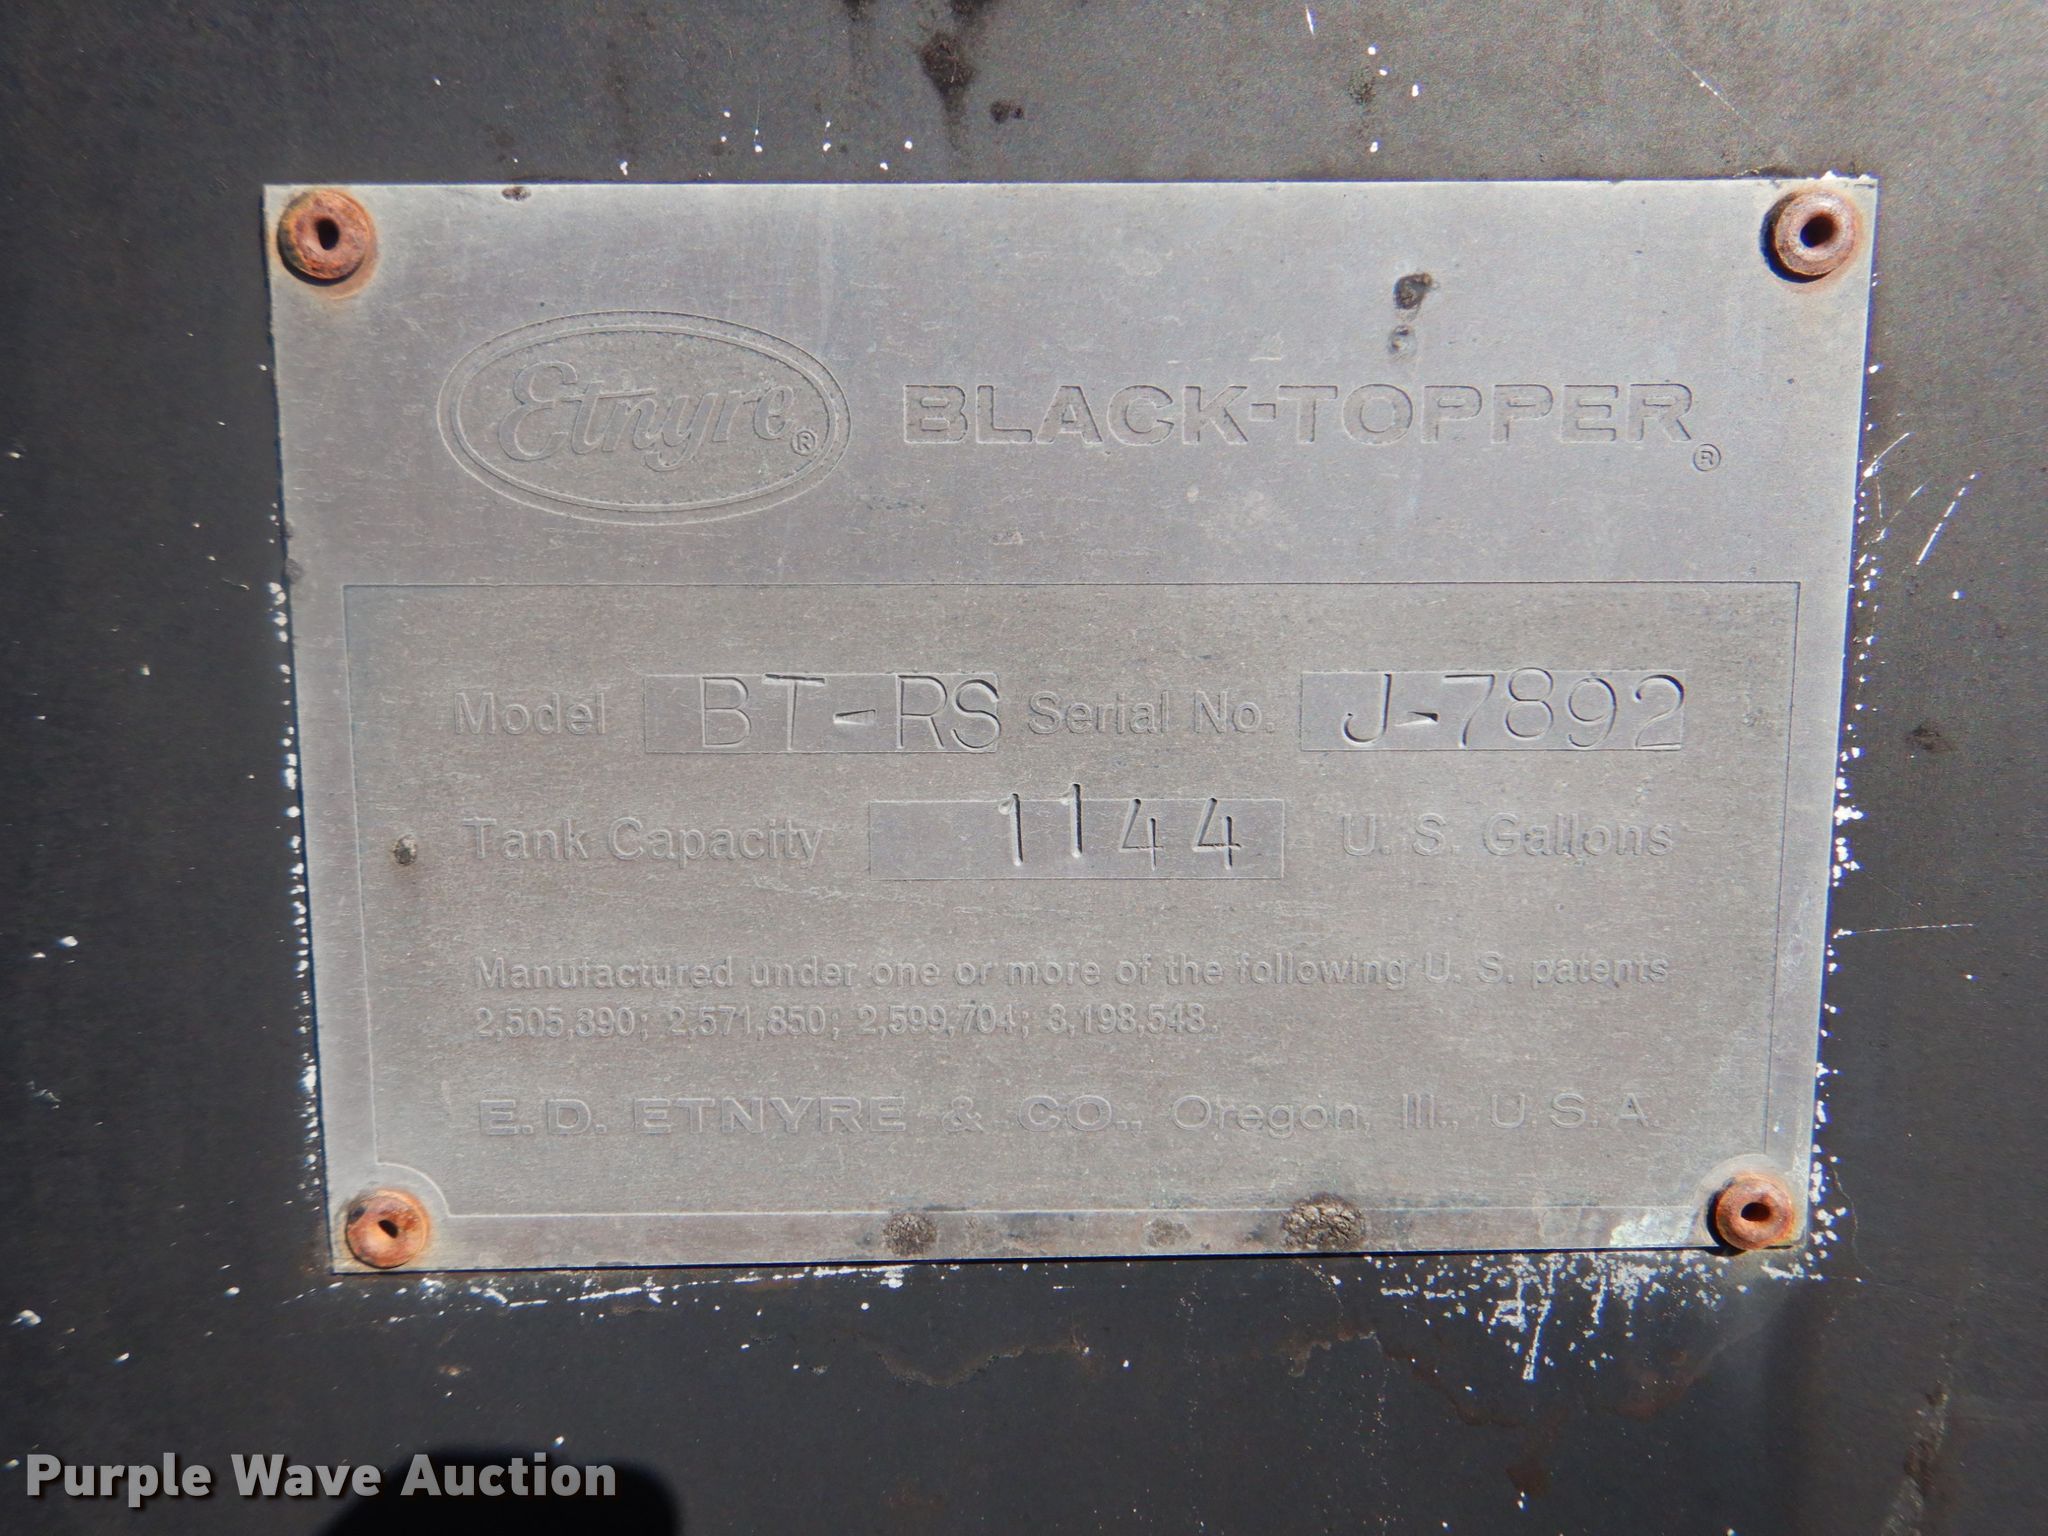 Etnyre® BLACK-TOPPER®
Model BT-RS Serial No. J-7892
Tank Capacity 1144 U. S. Gallons
Manufactured under one or more of the following U. S. patents
2,505,390; 2,571,850; 2,599,704; 3,198,548.
E. D. ETNYRE & CO., Oregon, Ill., U. S. A.
Purple Wave Auction